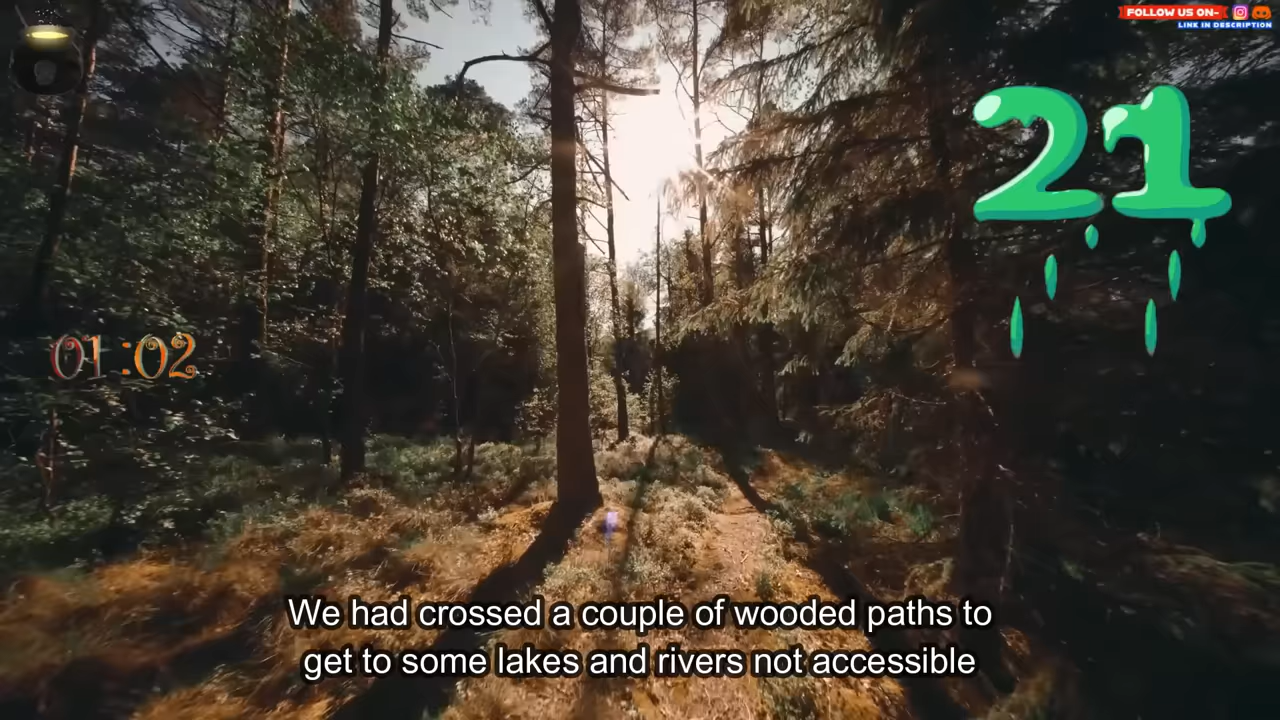 FOLLOW US ON-
LINK IN DESCRIPTION
21
01:02
We had crossed a couple of wooded paths to
get to some lakes and rivers not accessible